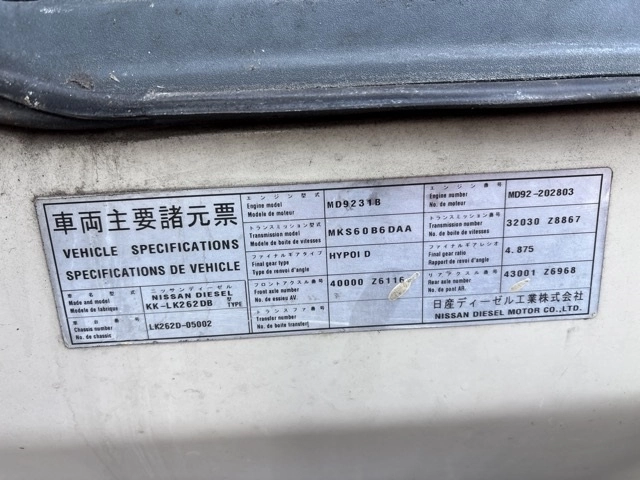 車両主要諸元票
VEHICLE SPECIFICATIONS
SPECIFICATIONS DE VEHICLE
車名 型式
Make and model
Modele de fabrique
ニッサンディーゼル
NISSAN DIESEL
KK-LK262DB 型 TYPE
車台番号
Chassis number
No. de chassis
LK262D-05002
エンジン型式
Engine model
Modele de moteur
MD9231B
トランスミッション型式
Transmission model
Modele de boite de vitesses
MKS60B6DAA
ファイナルギアタイプ
Final gear type
Type de renvoi d'angle
HYPOID
フロントアクスル番号
Front axle number
No. de essieu AV.
40000 Z6116
トランスファ番号
Transfer number
No. de boite transfert
エンジン番号
Engine number
No. de moteur
MD92-202803
トランスミッション番号
Transmission number
No. de boite de vitesses
32030 Z8867
ファイナルギアレシオ
Final gear ratio
Rapport de renvoi d'angle
4.875
リアアクスル番号
Rear axle number
No. de pont AR.
43001 Z6968
日産ディーゼル工業株式会社
NISSAN DIESEL MOTOR CO.,LTD.